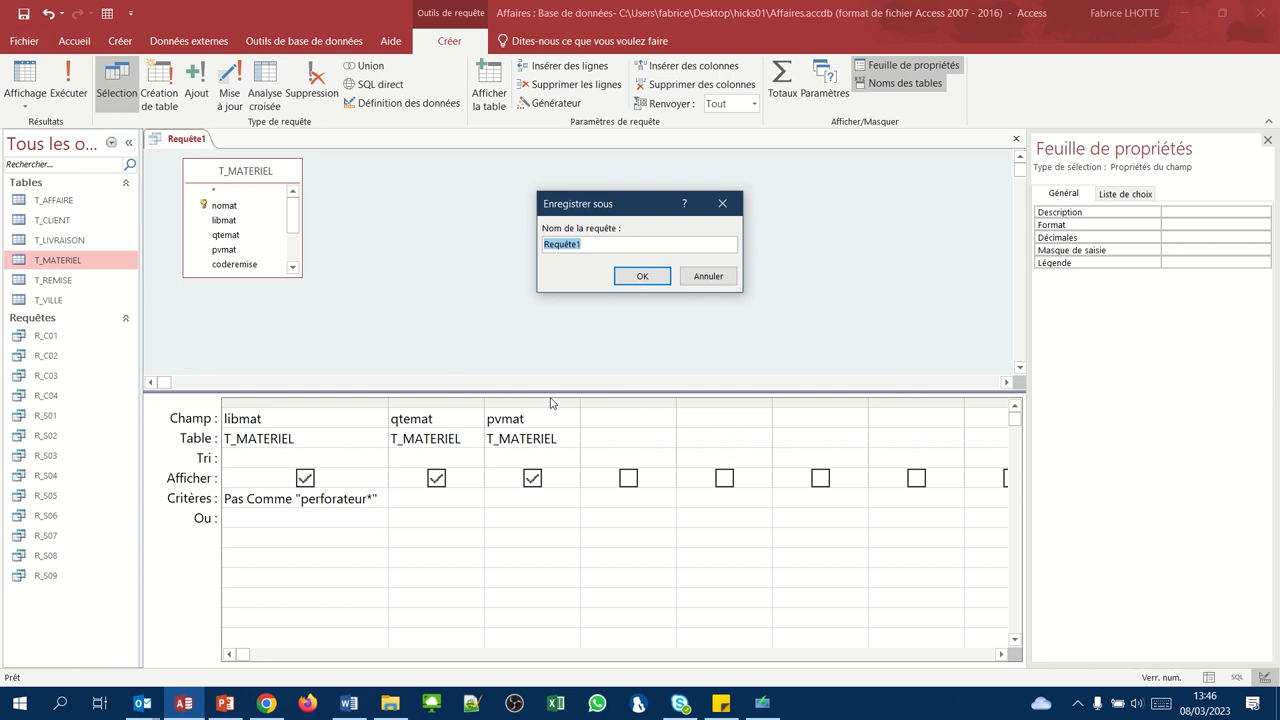 Outils de requête
Affaires : Base de données- C:\Users\fabrice\Desktop\hicks01\Affaires.accdb (format de fichier Access 2007 - 2016) - Access
Fabrice LHOTTE
Fichier
Accueil
Créer
Données externes
Outils de base de données
Aide
Créer
Dites-nous ce que vous voulez faire
Affichage
Exécuter
Résultats
Sélection
Création de table
Ajout
Mise à jour
Analyse croisée
Suppression
Union
SQL direct
Définition des données
Type de requête
Afficher la table
Insérer des lignes
Supprimer les lignes
Générateur
Insérer des colonnes
Supprimer des colonnes
Renvoyer :
Tout
Paramètres de requête
Totaux
Paramètres
Feuille de propriétés
Noms des tables
Afficher/Masquer
Tous les o...
Rechercher...
Tables
T_AFFAIRE
T_CLIENT
T_LIVRAISON
T_MATERIEL
T_REMISE
T_VILLE
Requêtes
R_C01
R_C02
R_C03
R_C04
R_S01
R_S02
R_S03
R_S04
R_S05
R_S06
R_S07
R_S08
R_S09
Requête1
T_MATERIEL
*
nomat
libmat
qtemat
pvmat
coderemise
Enregistrer sous
?
Nom de la requête :
Requête1
OK
Annuler
Champ : libmat qtemat pvmat
Table : T_MATERIEL T_MATERIEL T_MATERIEL
Tri :
Afficher :
Critères : Pas Comme "perforateur*"
Ou :
Feuille de propriétés
Type de sélection : Propriétés du champ
Général
Liste de choix
Description
Format
Décimales
Masque de saisie
Légende
Prêt
Verr. num.
SQL
13:46
08/03/2023